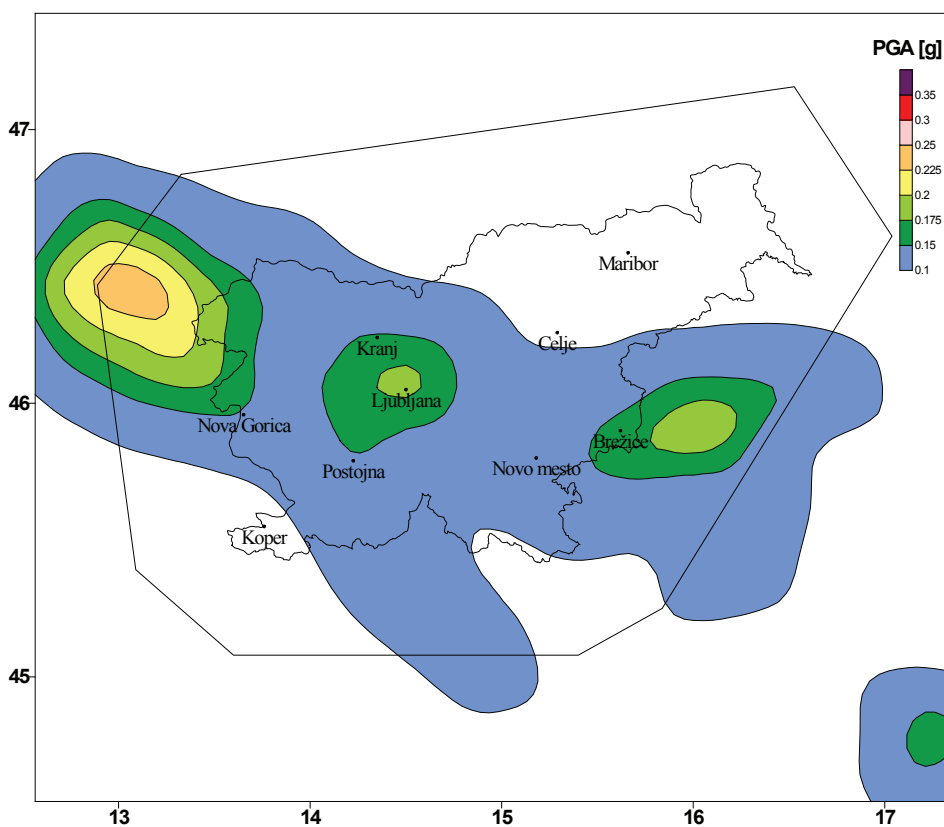 PGA [g]
0.35
0.3
0.25
0.225
0.2
0.175
0.15
0.1
47
46
45
Maribor
Celje
Kranj
Ljubljana
Nova Gorica
Brežice
Postojna
Novo mesto
Koper
13 14 15 16 17